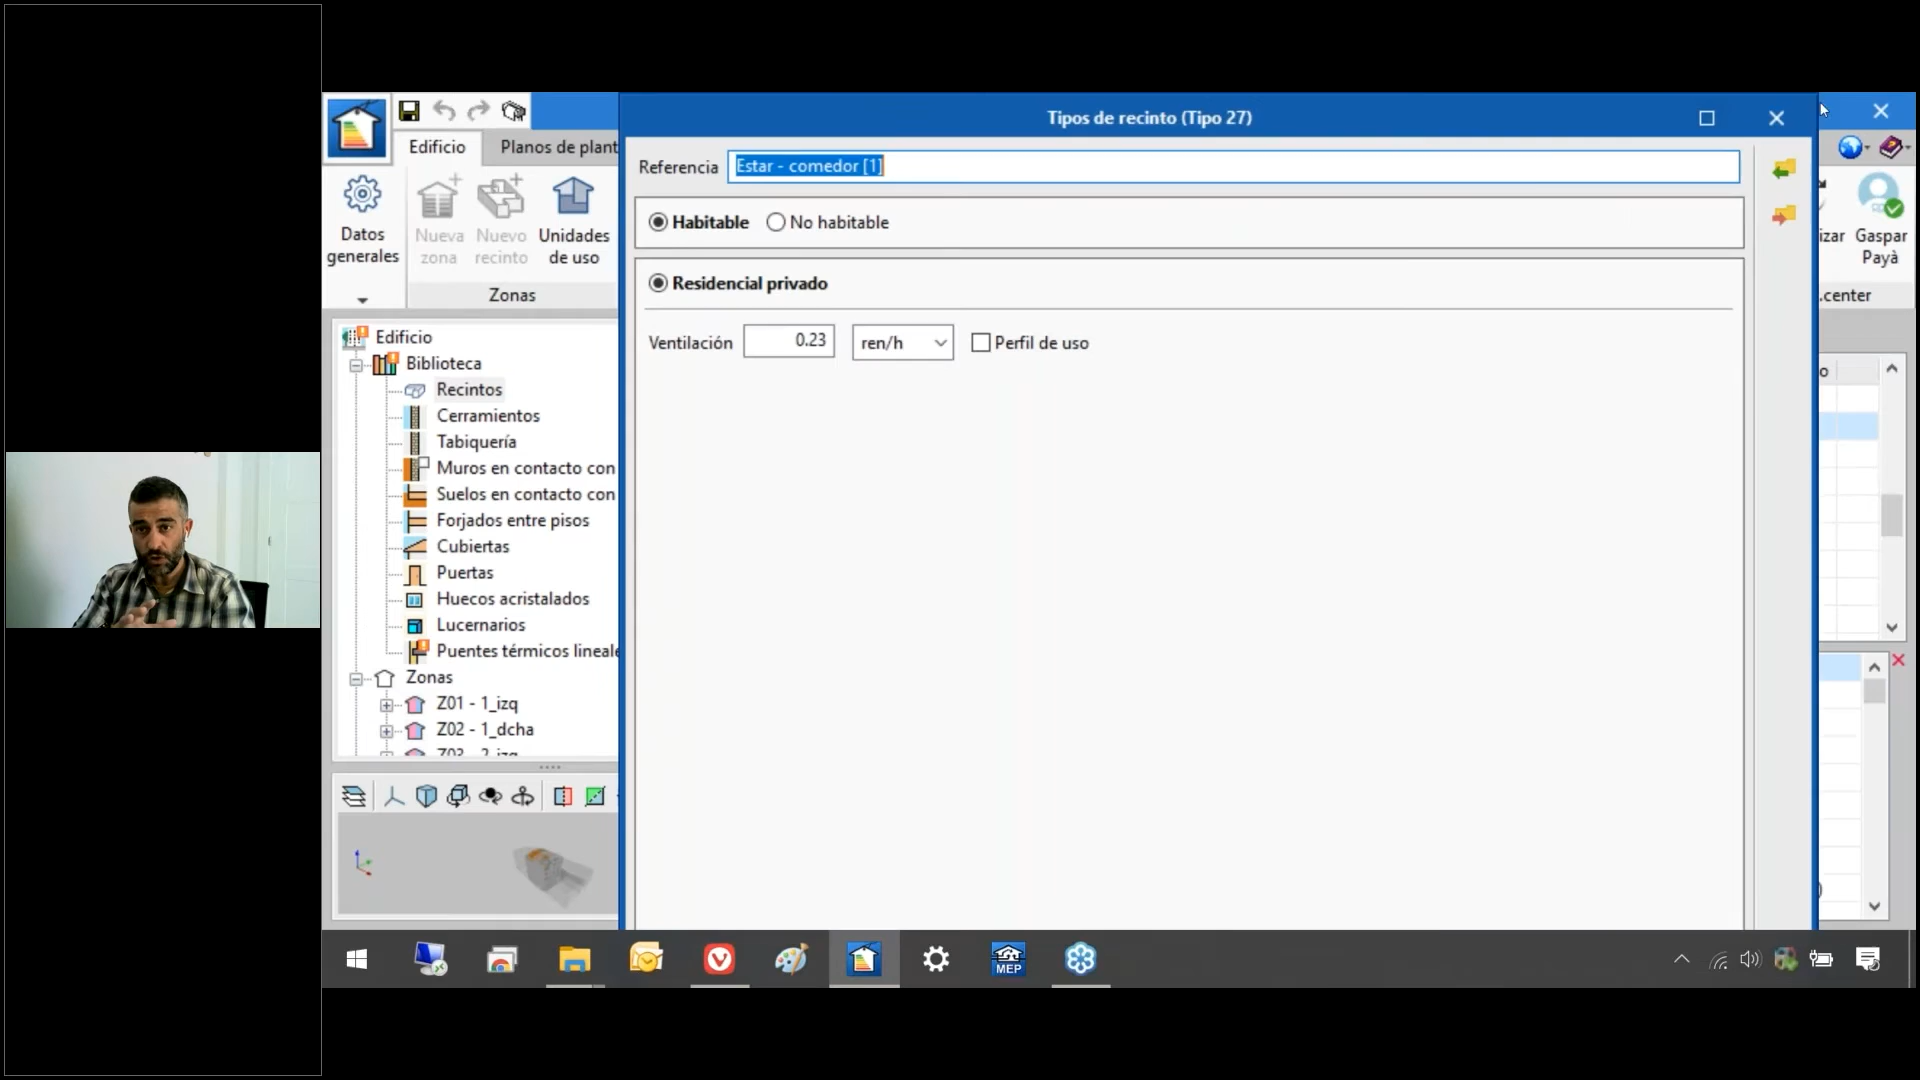 Tipos de recinto (Tipo 27)
Edificio
Planos de plant
Referencia
Estar - comedor [1]
Habitable
No habitable
Datos
generales
Nueva
zona
Nuevo
recinto
Unidades
de uso
Zonas
izar
Gaspar
Payà
.center
Residencial privado
Ventilación
0.23
ren/h
Perfil de uso
Edificio
Biblioteca
Recintos
Cerramientos
Tabiquería
Muros en contacto con
Suelos en contacto con
Forjados entre pisos
Cubiertas
Puertas
Huecos acristalados
Lucernarios
Puentes térmicos lineale
Zonas
Z01 - 1_izq
Z02 - 1_dcha
Z03 - 2_izq
o
)
MEP